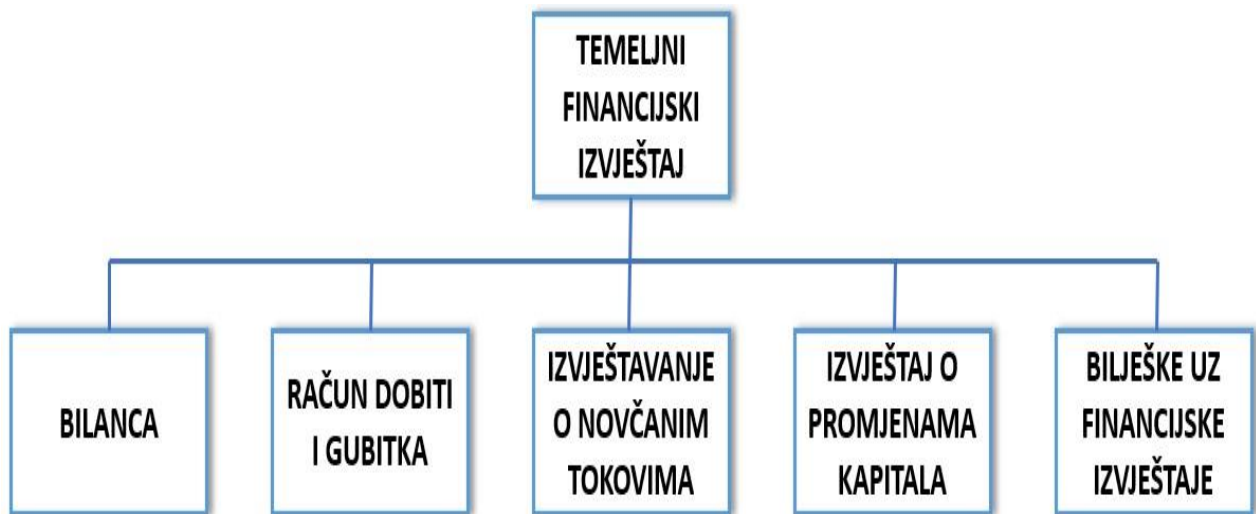 TEMELJNI
FINANCIJSKI
IZVJEŠTAJ
BILANCA
RAČUN DOBITI
I GUBITKA
IZVJEŠTAVANJE
O NOVČANIM
TOKOVIMA
IZVJEŠTAJ O
PROMJENAMA
KAPITALA
BILJEŠKE UZ
FINANCIJSKE
IZVJEŠTAJE